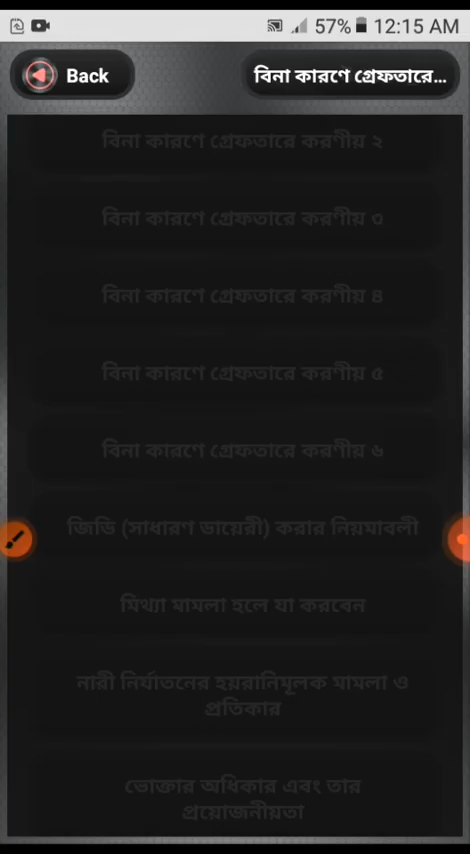 57% 12:15 AM
Back
বিনা কারণে গ্রেফতারে...
বিনা কারণে গ্রেফতারে করণীয় ২
বিনা কারণে গ্রেফতারে করণীয় ৩
বিনা কারণে গ্রেফতারে করণীয় ৪
বিনা কারণে গ্রেফতারে করণীয় ৫
বিনা কারণে গ্রেফতারে করণীয় ৬
জিডি (সাধারণ ডায়েরী) করার নিয়মাবলী
মিথ্যা মামলা হলে যা করবেন
নারী নির্যাতনের হয়রানিমূলক মামলা ও
প্রতিকার
ভোক্তার অধিকার এবং তার
প্রয়োজনীয়তা